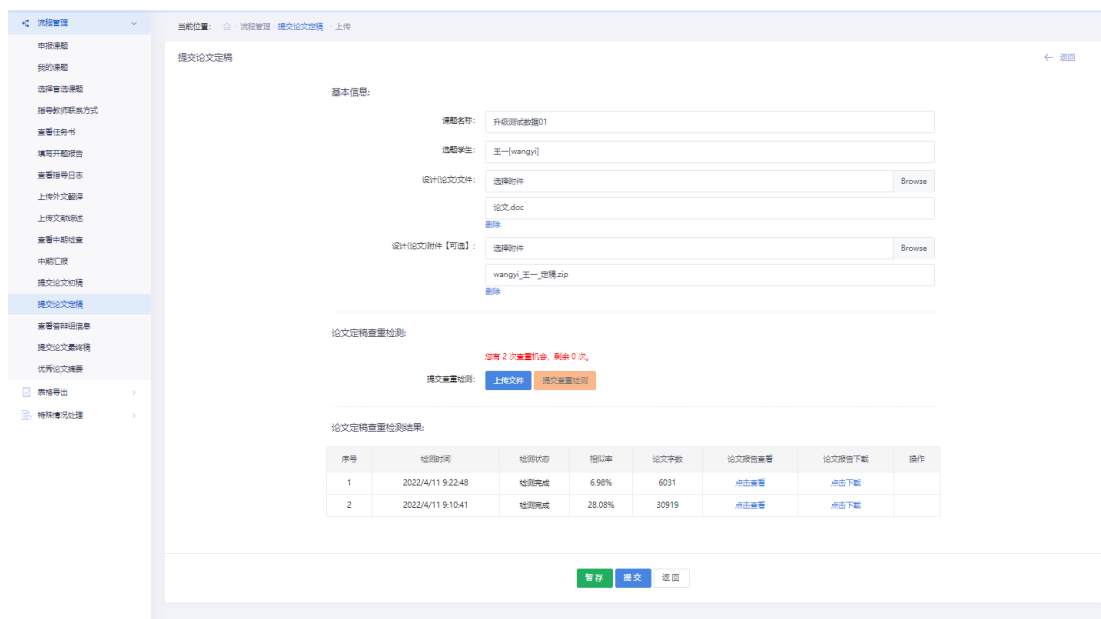 流程管理
申报课题
我的课题
选择盲选课题
指导教师联系方式
查看任务书
填写开题报告
查看指导日志
上传外文翻译
上传文献综述
查看中期检查
中期汇报
提交论文初稿
提交论文定稿
查看答辩组信息
提交论文最终稿
优秀论文摘要
表格导出
特殊情况处理
当前位置： 流程管理 · 提交论文定稿 · 上传
提交论文定稿 ← 返回
基本信息:
课题名称: 升级测试数据01
选题学生: 王一[wangyi]
设计(论文)文件: 选择附件 Browse
论文.doc
删除
设计(论文)附件【可选】: 选择附件 Browse
wangyi_王一_定稿.zip
删除
论文定稿查重检测:
您有 2 次查重机会，剩余 0 次。
提交查重检测: 上传文件 提交查重检测
论文定稿查重检测结果:
序号 检测时间 检测状态 相似率 论文字数 论文报告查看 论文报告下载 操作
1 2022/4/11 9:22:48 检测完成 6.98% 6031 点击查看 点击下载
2 2022/4/11 9:10:41 检测完成 28.08% 30919 点击查看 点击下载
暂存 提交 返回